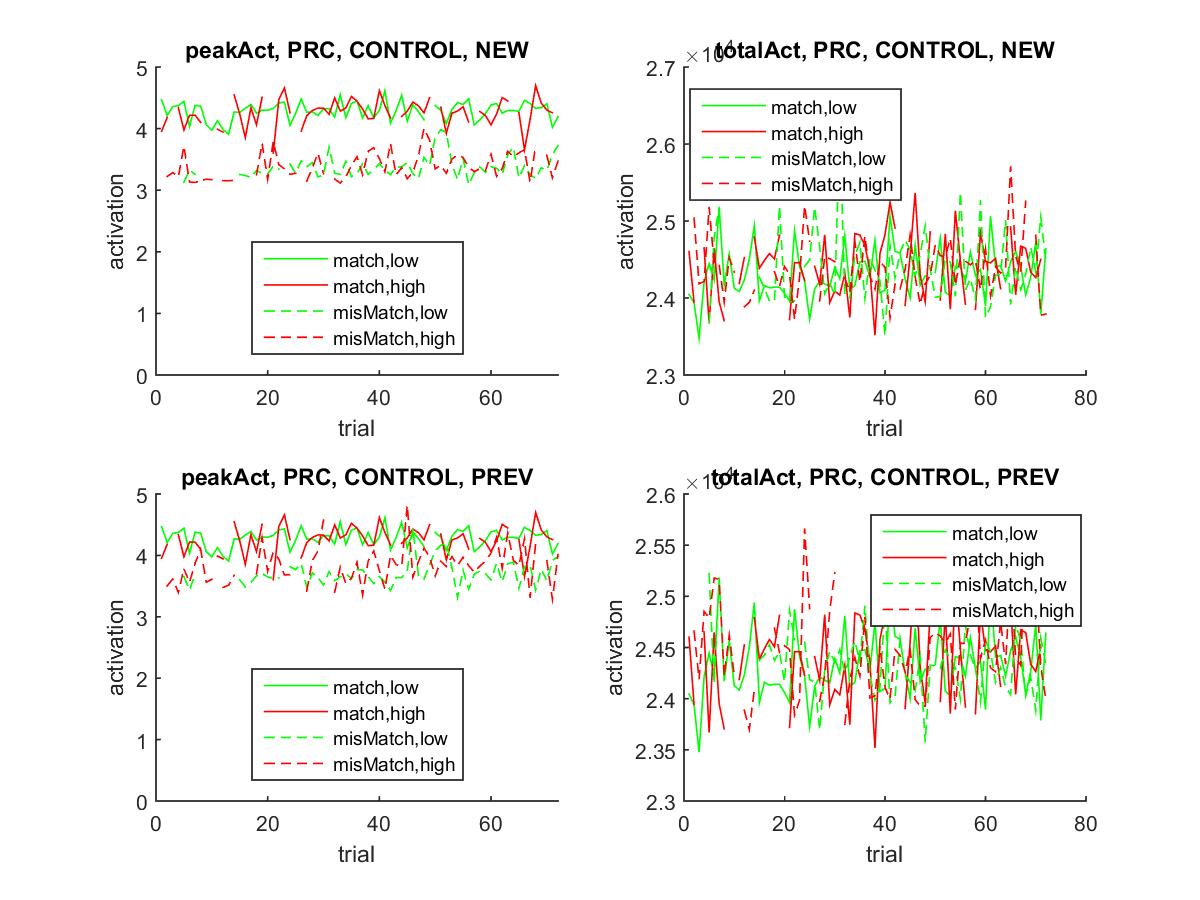 peakAct, PRC, CONTROL, NEW
5
4
3
2
1
0
activation
match,low
match,high
misMatch,low
misMatch,high
0 20 40 60
trial
×10⁴
totalAct, PRC, CONTROL, NEW
2.7
2.6
2.5
2.4
2.3
activation
match,low
match,high
misMatch,low
misMatch,high
0 20 40 60 80
trial
peakAct, PRC, CONTROL, PREV
5
4
3
2
1
0
activation
match,low
match,high
misMatch,low
misMatch,high
0 20 40 60
trial
×10⁴
totalAct, PRC, CONTROL, PREV
2.6
2.55
2.5
2.45
2.4
2.35
2.3
activation
match,low
match,high
misMatch,low
misMatch,high
0 20 40 60 80
trial